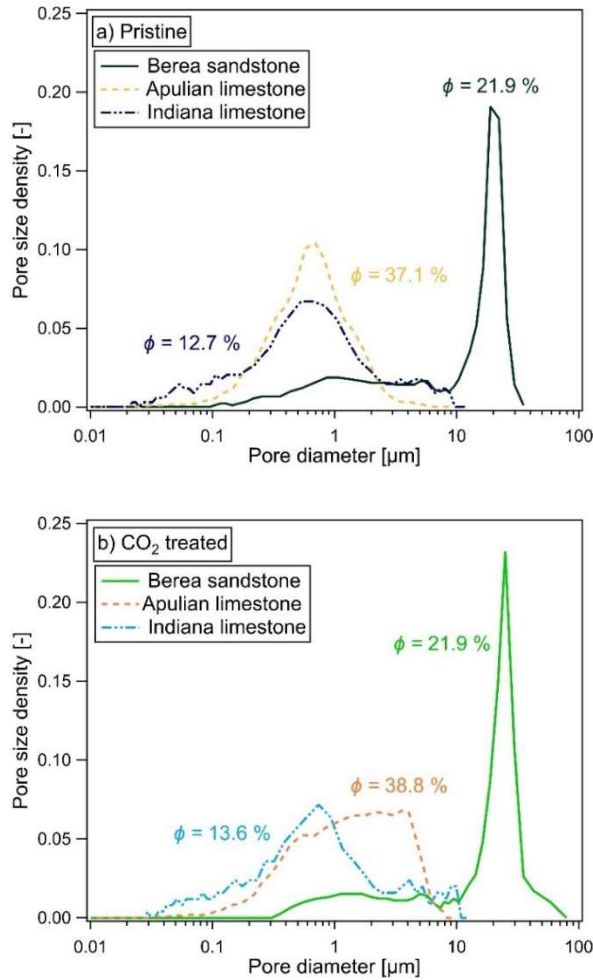 a) Pristine
Berea sandstone
Apulian limestone
Indiana limestone
ϕ = 21.9 %
ϕ = 37.1 %
ϕ = 12.7 %
Pore size density [-]
0.25
0.20
0.15
0.10
0.05
0.00
0.01 0.1 1 10 100
Pore diameter [µm]
b) CO₂ treated
Berea sandstone
Apulian limestone
Indiana limestone
ϕ = 21.9 %
ϕ = 38.8 %
ϕ = 13.6 %
Pore size density [-]
0.25
0.20
0.15
0.10
0.05
0.00
0.01 0.1 1 10 100
Pore diameter [µm]